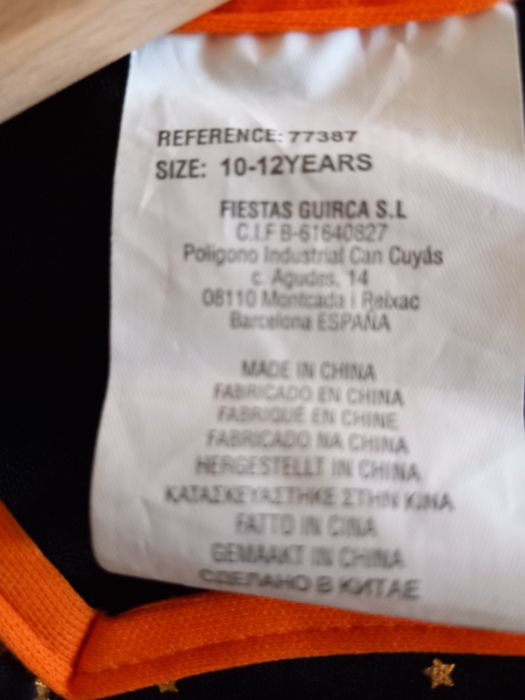 REFERENCE: 77387
SIZE: 10-12YEARS
FIESTAS GUIRCA S.L
C.I.F B-61640827
Poligono Industrial Can Cuyás
c. Agudes, 14
08110 Montcada i Reixac
Barcelona ESPAÑA
MADE IN CHINA
FABRICADO EN CHINA
FABRIQUÉ EN CHINE
FABRICADO NA CHINA
HERGESTELLT IN CHINA
ΚΑΤΑΣΚΕΥΑΣΤΗΚΕ ΣΤΗΝ ΚΙΝΑ
FATTO IN CINA
GEMAAKT IN CHINA
СДЕЛАНО В КИТАЕ